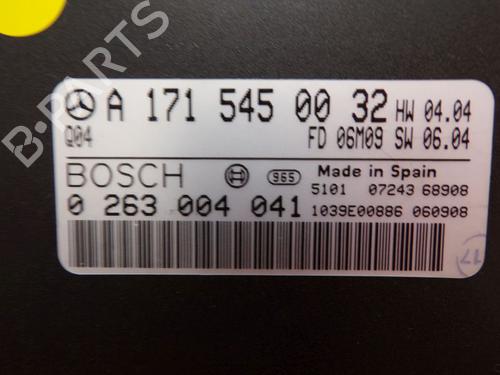 A 171 545 00 32 HW 04.04
Q04 FD 06M09 SW 06.04
BOSCH 965 Made in Spain
5101 07243 68908
0 263 004 041 1039E00886 060908
17